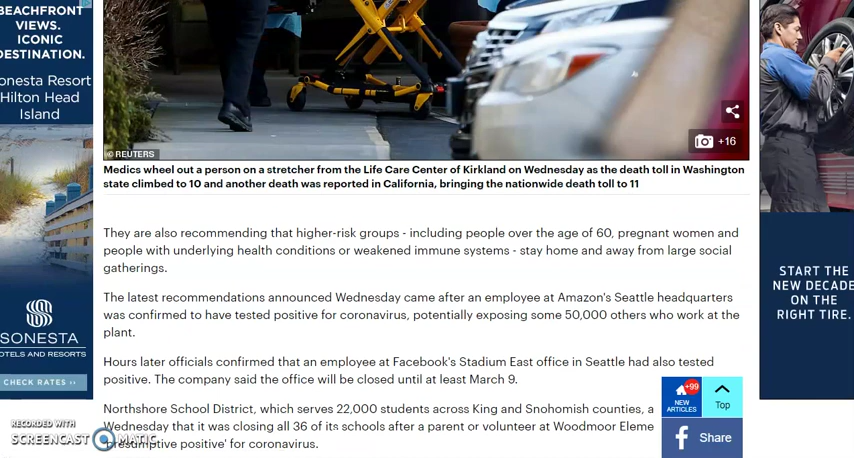 BEACHFRONT
VIEWS.
ICONIC
DESTINATION.
Sonesta Resort
Hilton Head
Island
SONESTA
HOTELS AND RESORTS
CHECK RATES ››
© REUTERS
+16
Medics wheel out a person on a stretcher from the Life Care Center of Kirkland on Wednesday as the death toll in Washington
state climbed to 10 and another death was reported in California, bringing the nationwide death toll to 11
They are also recommending that higher-risk groups - including people over the age of 60, pregnant women and
people with underlying health conditions or weakened immune systems - stay home and away from large social
gatherings.
The latest recommendations announced Wednesday came after an employee at Amazon's Seattle headquarters
was confirmed to have tested positive for coronavirus, potentially exposing some 50,000 others who work at the
plant.
Hours later officials confirmed that an employee at Facebook's Stadium East office in Seattle had also tested
positive. The company said the office will be closed until at least March 9.
Northshore School District, which serves 22,000 students across King and Snohomish counties, a
Wednesday that it was closing all 36 of its schools after a parent or volunteer at Woodmoor Eleme
'presumptive positive' for coronavirus.
+99
NEW
ARTICLES
Top
Share
START THE
NEW DECADE
ON THE
RIGHT TIRE.
RECORDED WITH
SCREENCAST MATIC